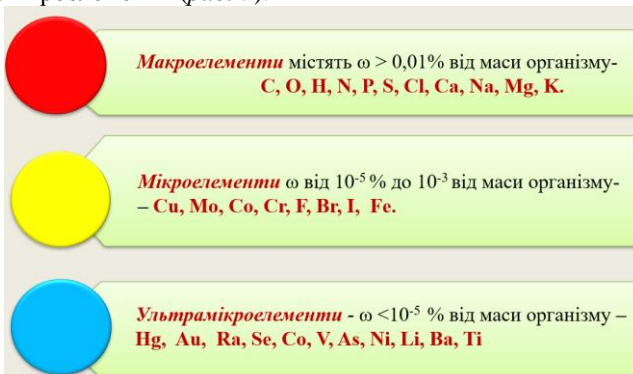 Макроелементи містять ω > 0,01% від маси організму-
C, O, H, N, P, S, Cl, Ca, Na, Mg, K.
Мікроелементи ω від 10⁻⁵ % до 10⁻³ від маси організму-
– Cu, Mo, Co, Cr, F, Br, I, Fe.
Ультрамікроелементи - ω <10⁻⁵ % від маси організму –
Hg, Au, Ra, Se, Co, V, As, Ni, Li, Ba, Ti